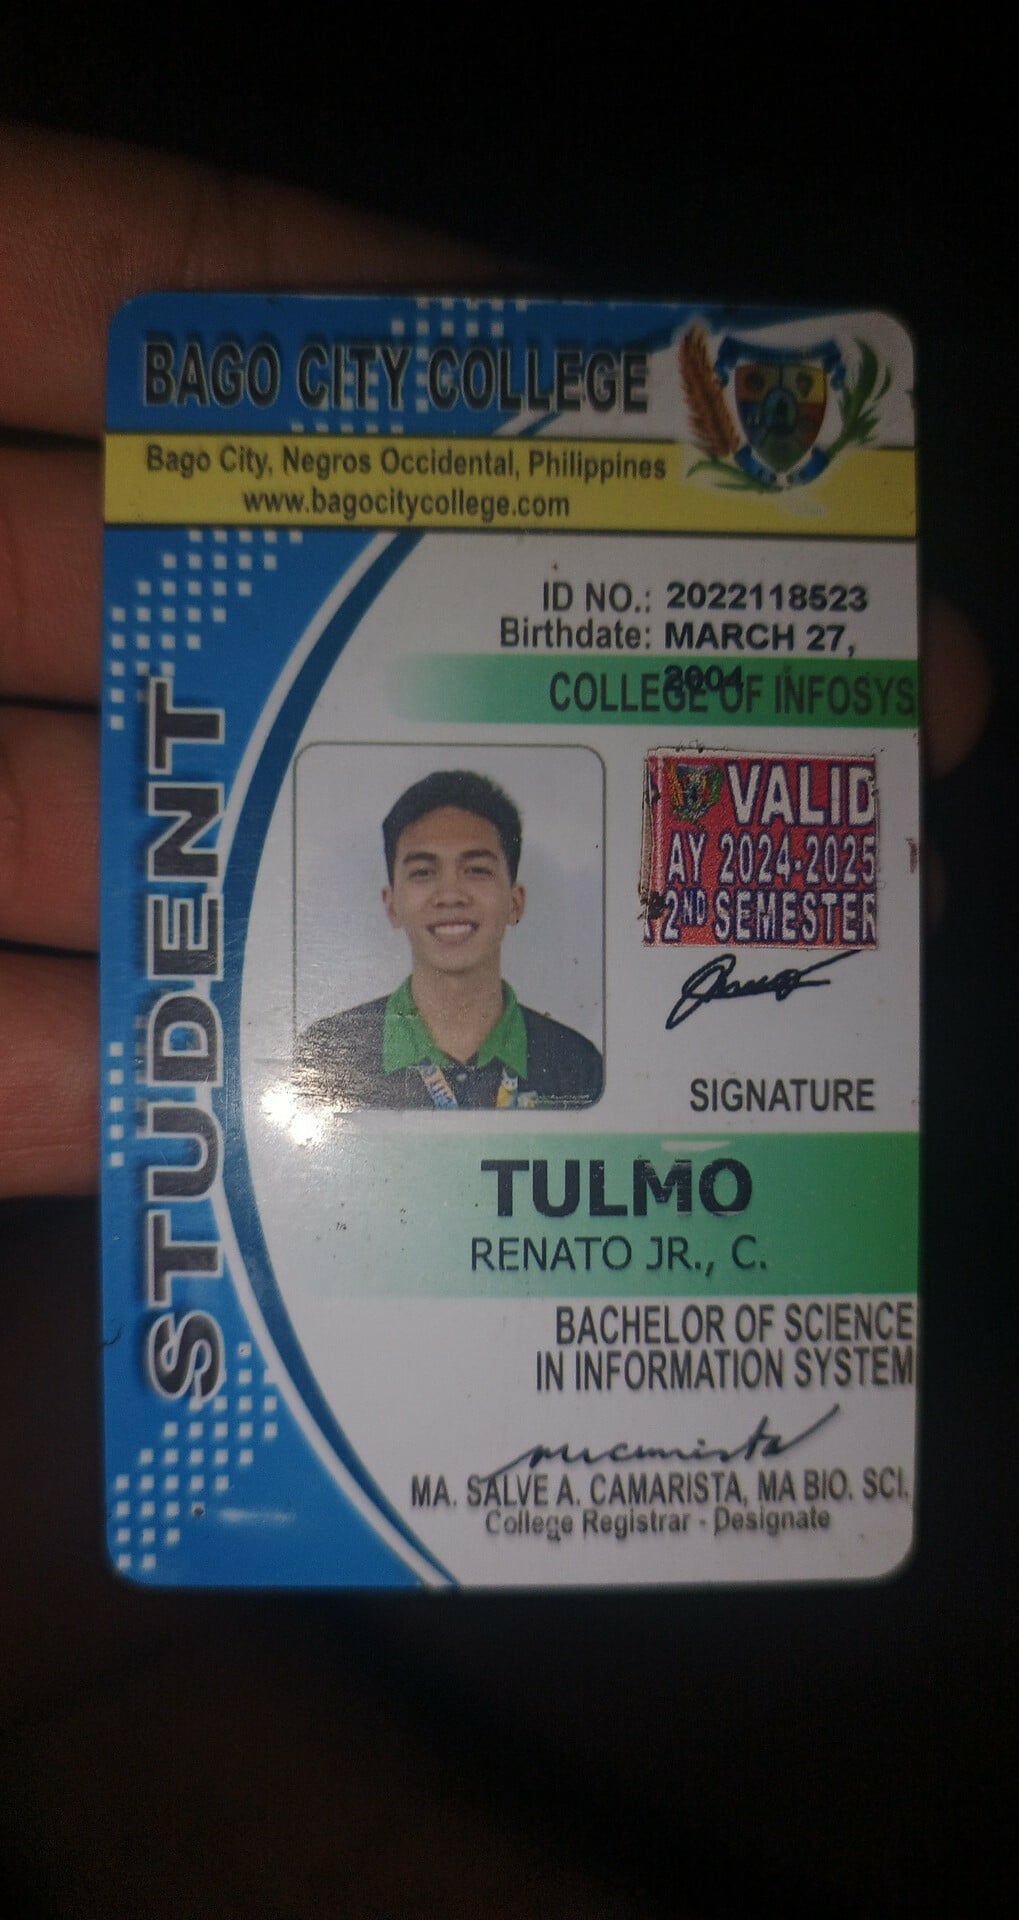 BAGO CITY COLLEGE
Bago City, Negros Occidental, Philippines
www.bagocitycollege.com
ID NO.: 2022118523
Birthdate: MARCH 27,
2004
COLLEGE OF INFOSYS
STUDENT
VALID
AY 2024-2025
2ND SEMESTER
SIGNATURE
TULMO
RENATO JR., C.
BACHELOR OF SCIENCE
IN INFORMATION SYSTEM
MA. SALVE A. CAMARISTA, MA BIO. SCI.
College Registrar - Designate